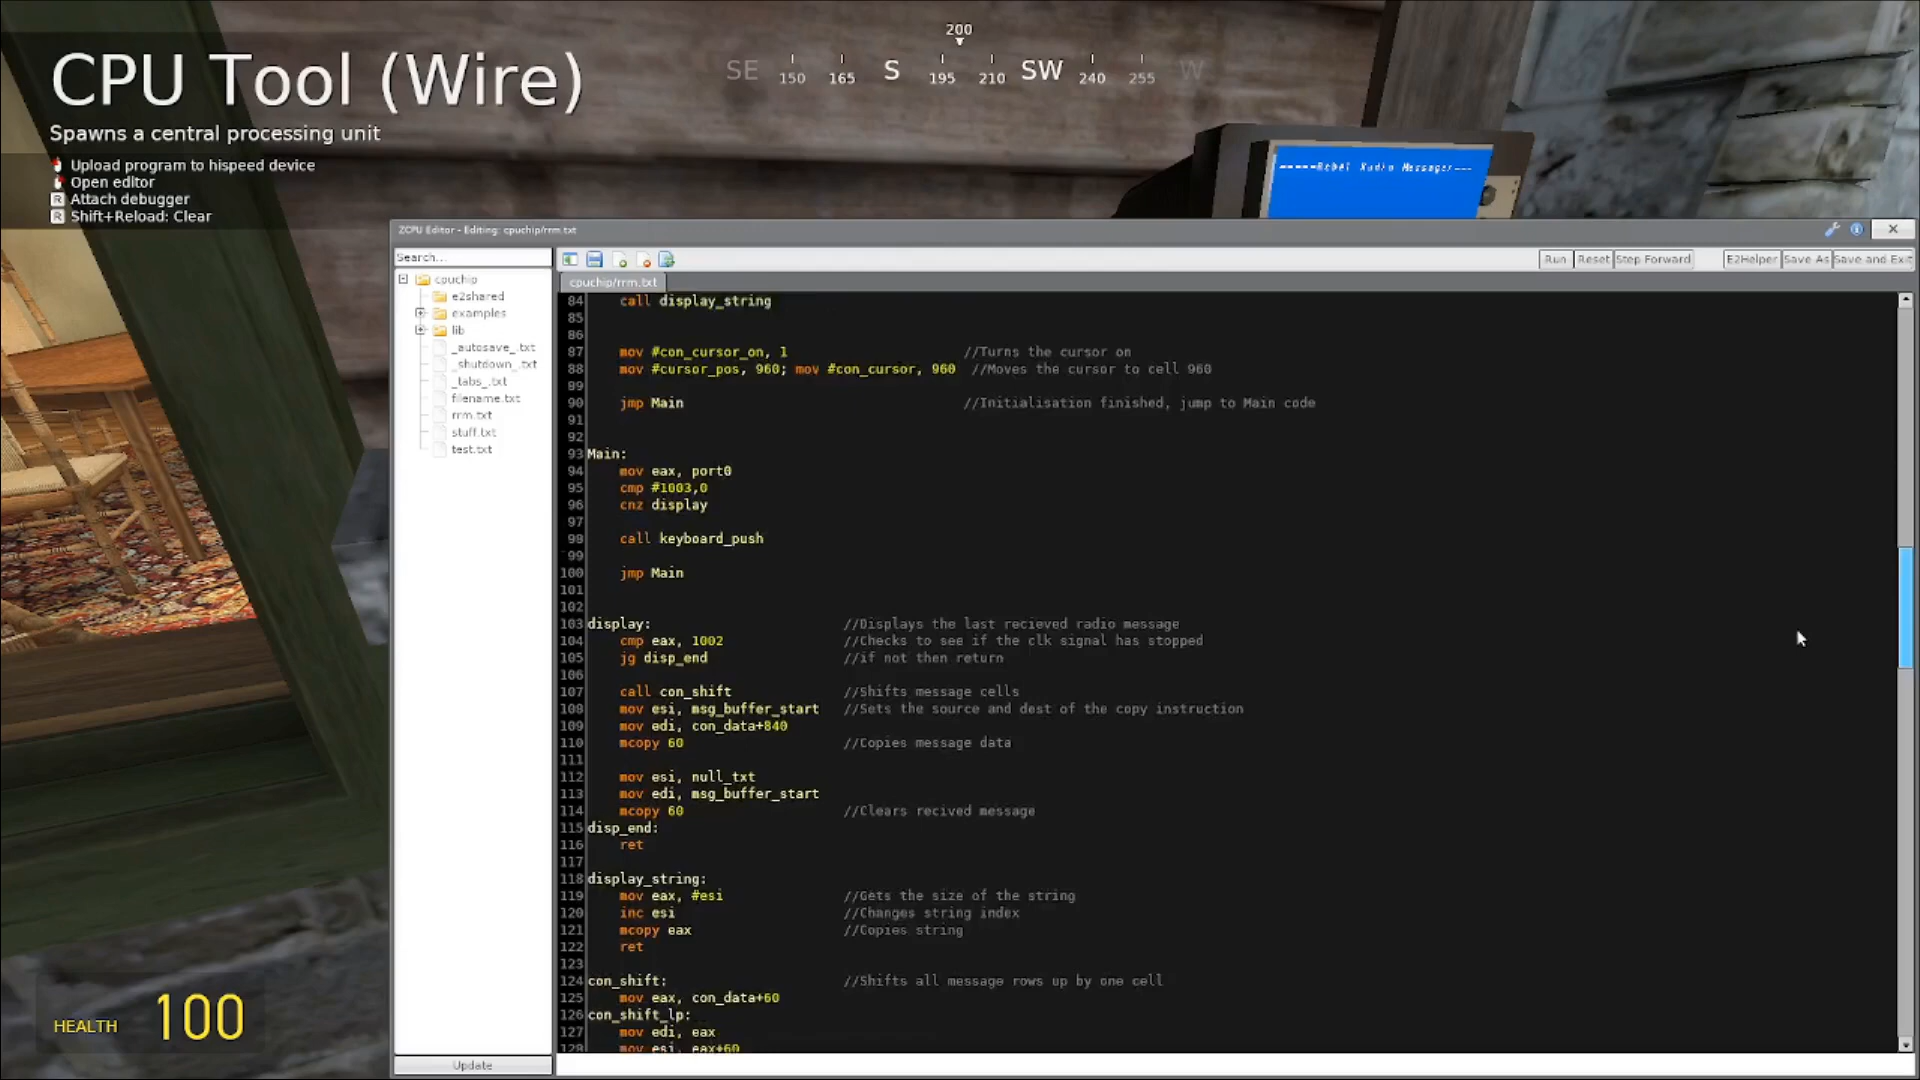 CPU Tool (Wire)
Spawns a central processing unit
Upload program to hispeed device
Open editor
R Attach debugger
R Shift+Reload: Clear
200
SE 150 165 S 195 210 SW 240 255 W
-----Rebel Radio Messager---
ZCPU Editor - Editing: cpuchip/rrm.txt
Search...
Run Reset Step Forward E2Helper Save As Save and Exit
cpuchip
e2shared
examples
lib
_autosave_.txt
_shutdown_.txt
_tabs_.txt
filename.txt
rrm.txt
stuff.txt
test.txt
Update
cpuchip/rrm.txt
84 call display_string
85
86
87 mov #con_cursor_on, 1 //Turns the cursor on
88 mov #cursor_pos, 960; mov #con_cursor, 960 //Moves the cursor to cell 960
89
90 jmp Main //Initialisation finished, jump to Main code
91
92
93 Main:
94 mov eax, port0
95 cmp #1003,0
96 cnz display
97
98 call keyboard_push
99
100 jmp Main
101
102
103 display: //Displays the last recieved radio message
104 cmp eax, 1002 //Checks to see if the clk signal has stopped
105 jg disp_end //if not then return
106
107 call con_shift //Shifts message cells
108 mov esi, msg_buffer_start //Sets the source and dest of the copy instruction
109 mov edi, con_data+840
110 mcopy 60 //Copies message data
111
112 mov esi, null_txt
113 mov edi, msg_buffer_start
114 mcopy 60 //Clears recived message
115 disp_end:
116 ret
117
118 display_string:
119 mov eax, #esi //Gets the size of the string
120 inc esi //Changes string index
121 mcopy eax //Copies string
122 ret
123
124 con_shift: //Shifts all message rows up by one cell
125 mov eax, con_data+60
126 con_shift_lp:
127 mov edi, eax
128 mov esi, eax+60
HEALTH 100